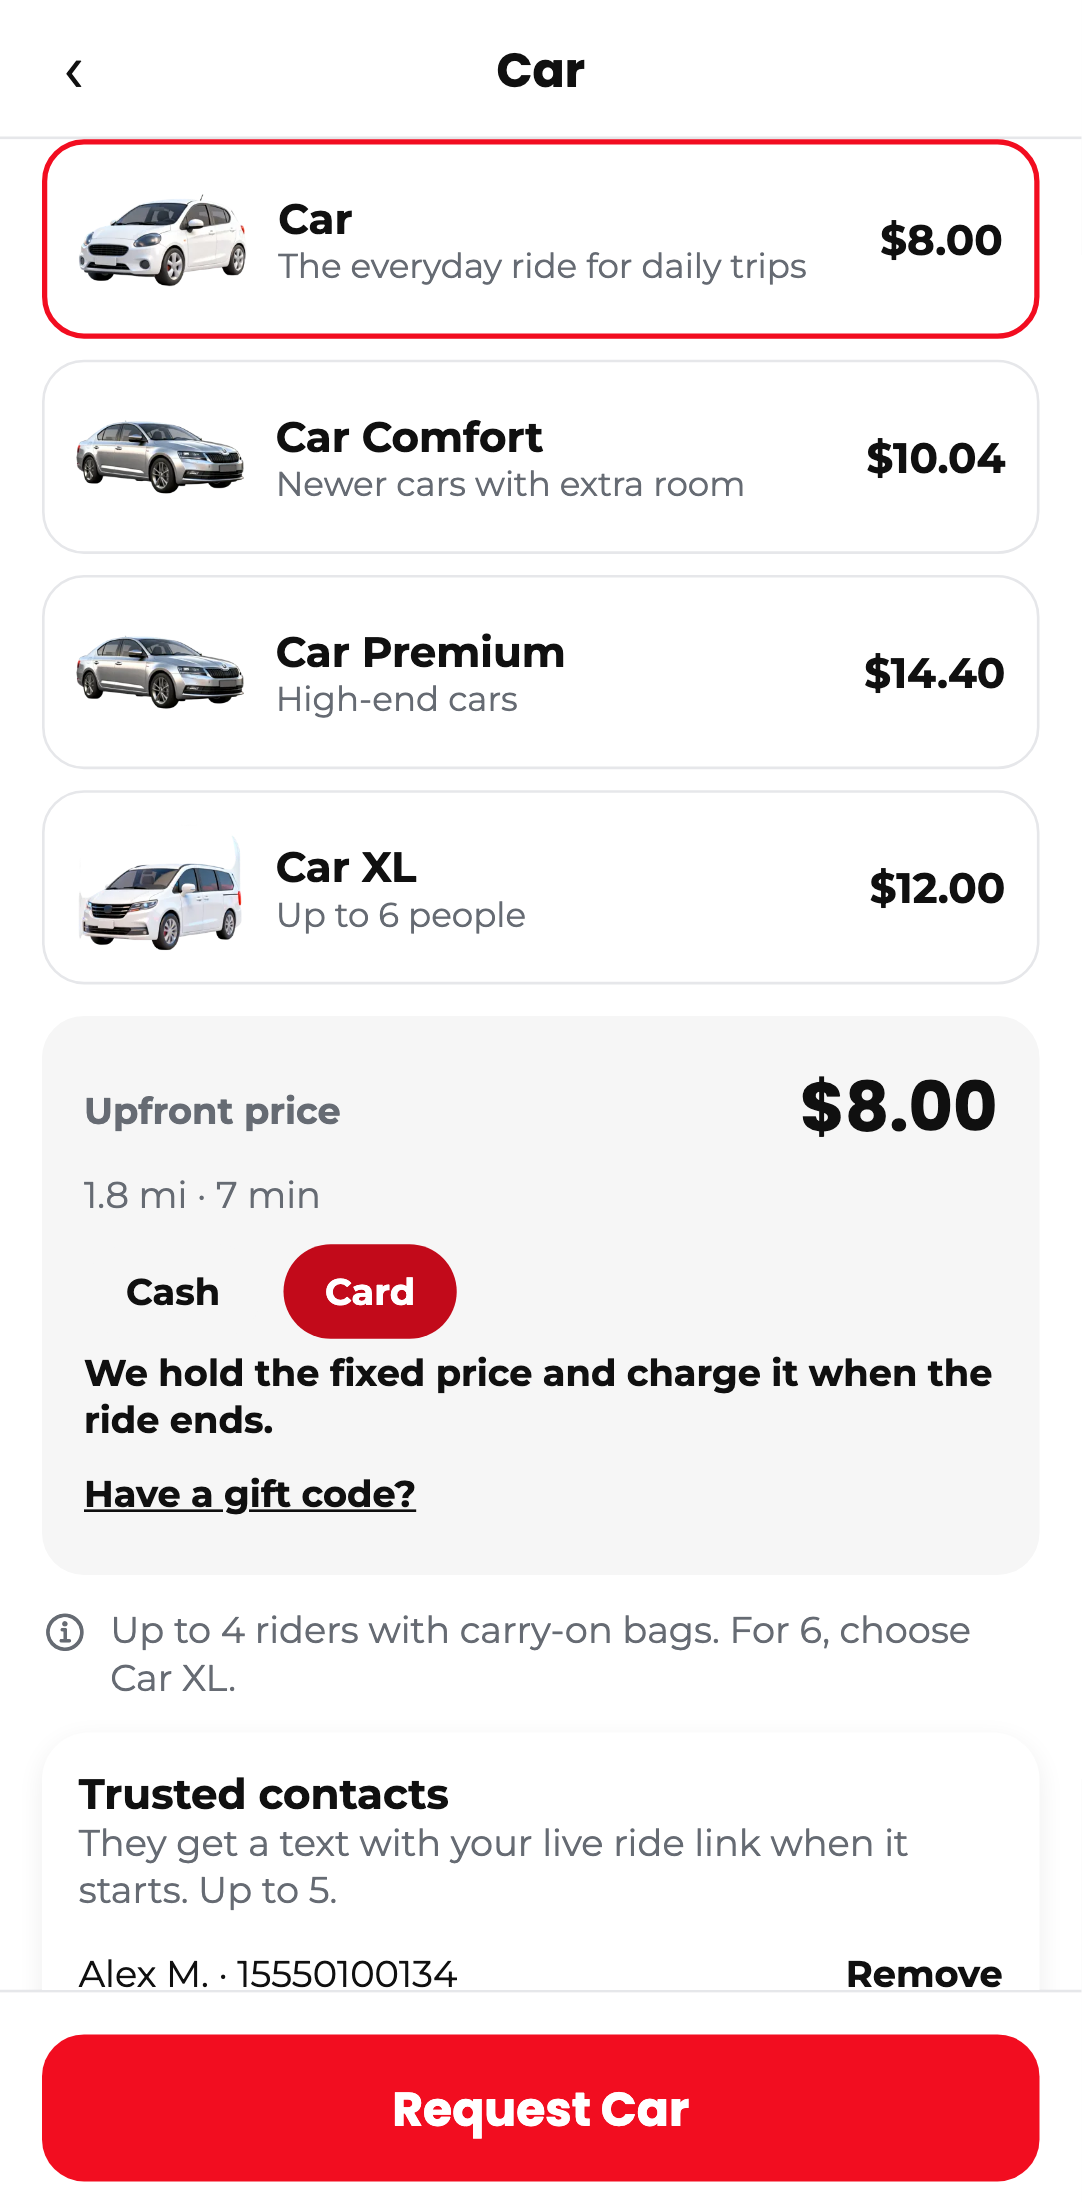 Car
Car
The everyday ride for daily trips
$8.00
Car Comfort
Newer cars with extra room
$10.04
Car Premium
High-end cars
$14.40
Car XL
Up to 6 people
$12.00
Upfront price
$8.00
1.8 mi · 7 min
Cash
Card
We hold the fixed price and charge it when the
ride ends.
Have a gift code?
Up to 4 riders with carry-on bags. For 6, choose
Car XL.
Trusted contacts
They get a text with your live ride link when it
starts. Up to 5.
Alex M. · 15550100134
Remove
Request Car